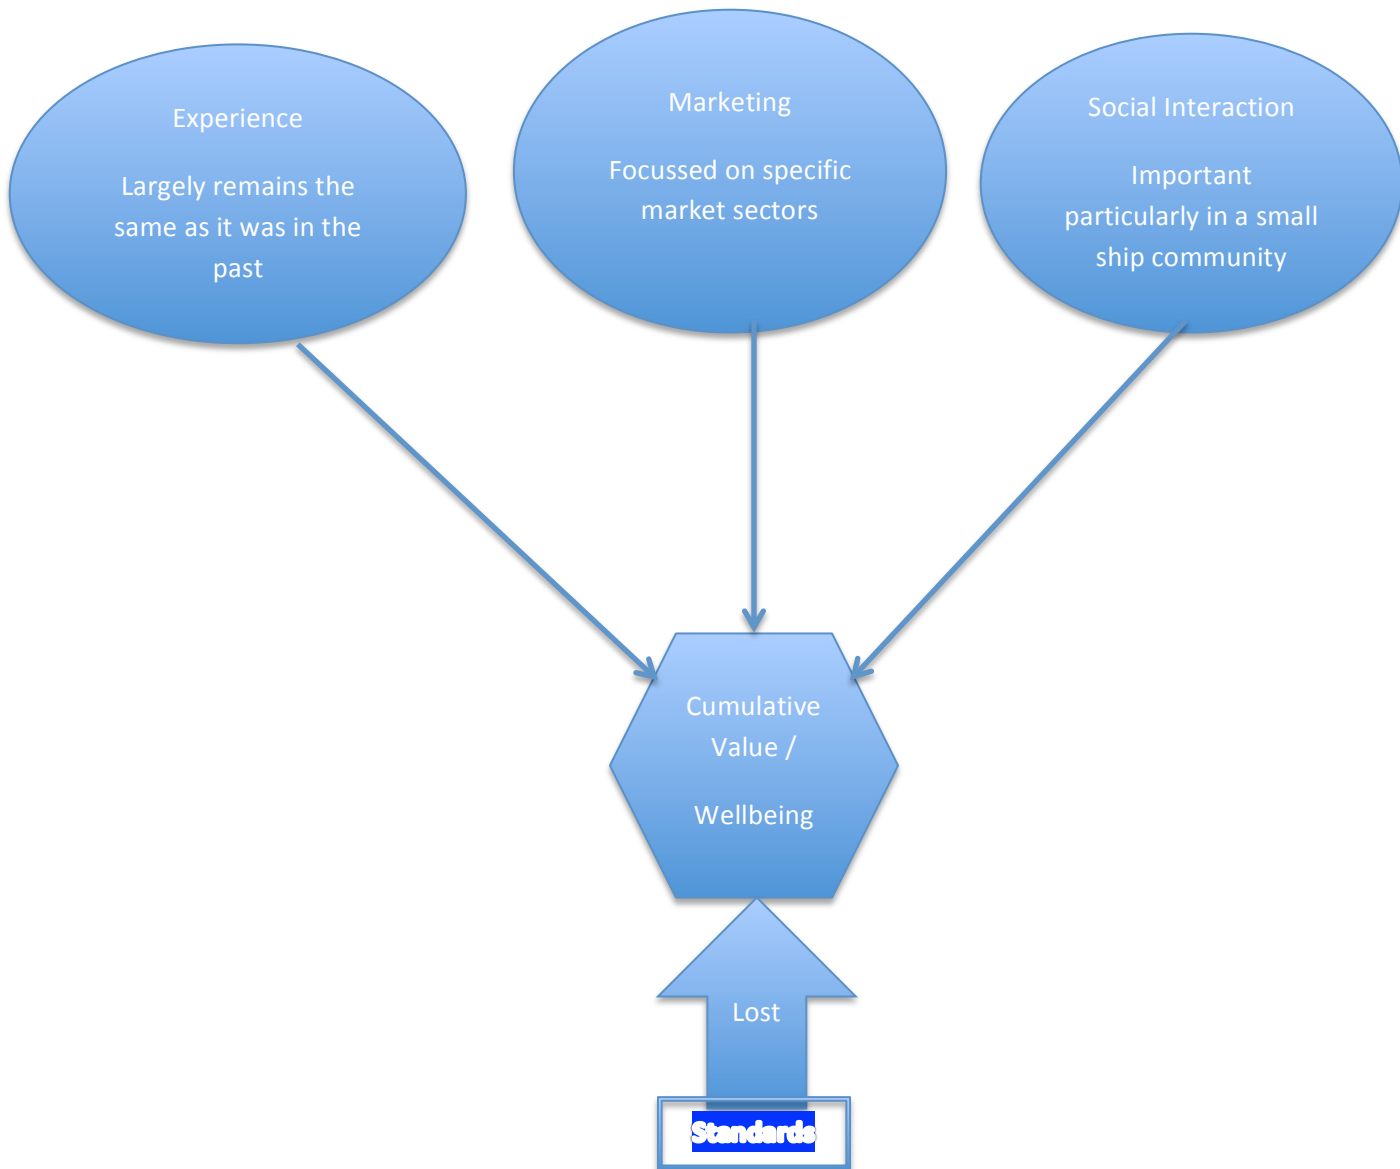 Experience
Largely remains the
same as it was in the
past
Marketing
Focussed on specific
market sectors
Social Interaction
Important
particularly in a small
ship community
Cumulative
Value /
Wellbeing
Lost
Standards